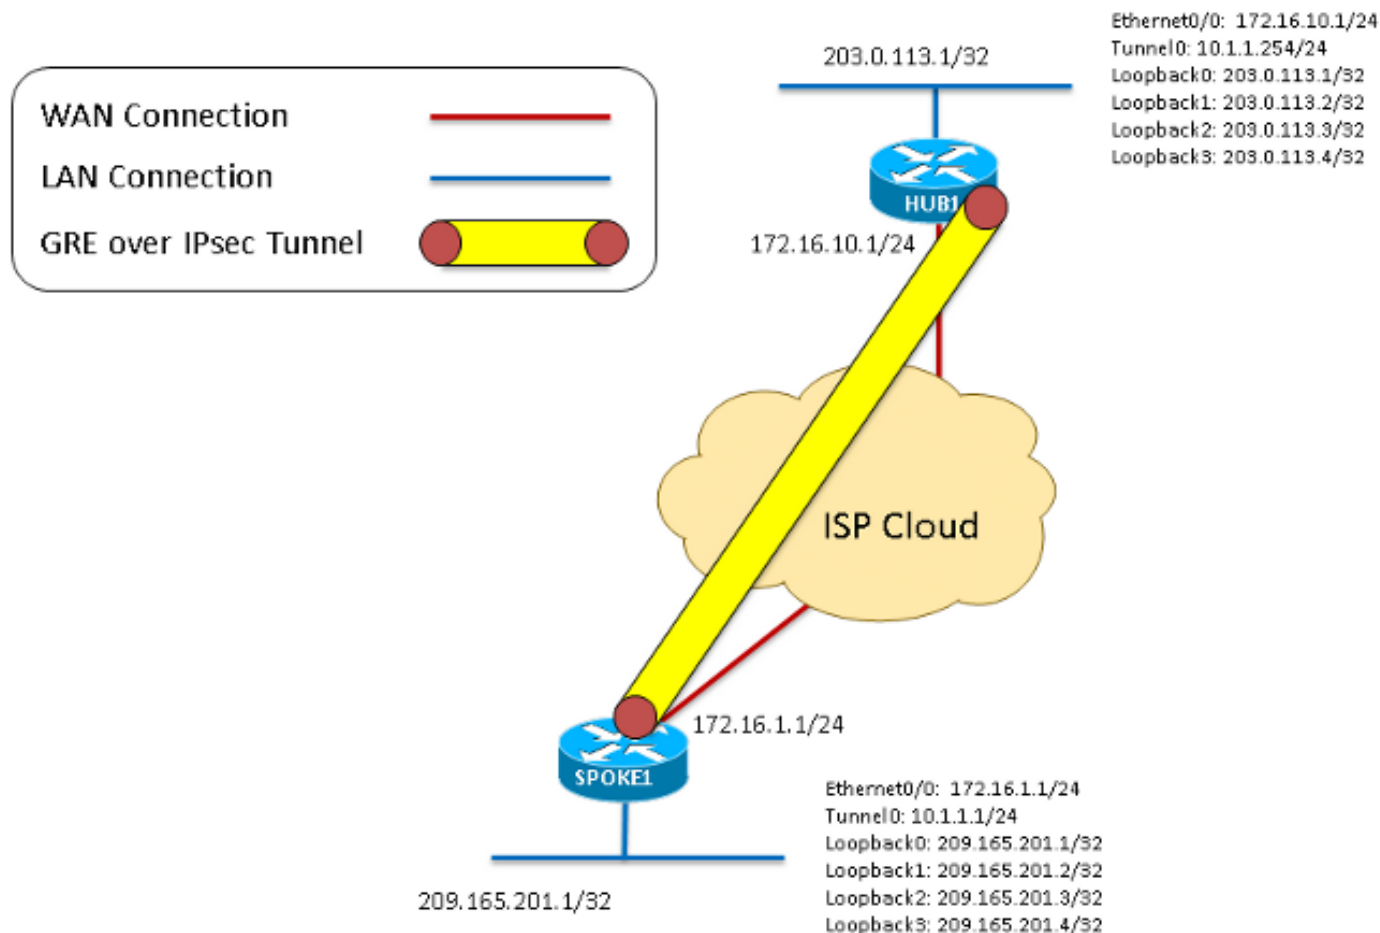 Ethernet0/0: 172.16.10.1/24
Tunnel0: 10.1.1.254/24
Loopback0: 203.0.113.1/32
Loopback1: 203.0.113.2/32
Loopback2: 203.0.113.3/32
Loopback3: 203.0.113.4/32
203.0.113.1/32
WAN Connection
LAN Connection
GRE over IPsec Tunnel
HUB1
172.16.10.1/24
ISP Cloud
172.16.1.1/24
SPOKE1
Ethernet0/0: 172.16.1.1/24
Tunnel0: 10.1.1.1/24
Loopback0: 209.165.201.1/32
Loopback1: 209.165.201.2/32
Loopback2: 209.165.201.3/32
Loopback3: 209.165.201.4/32
209.165.201.1/32